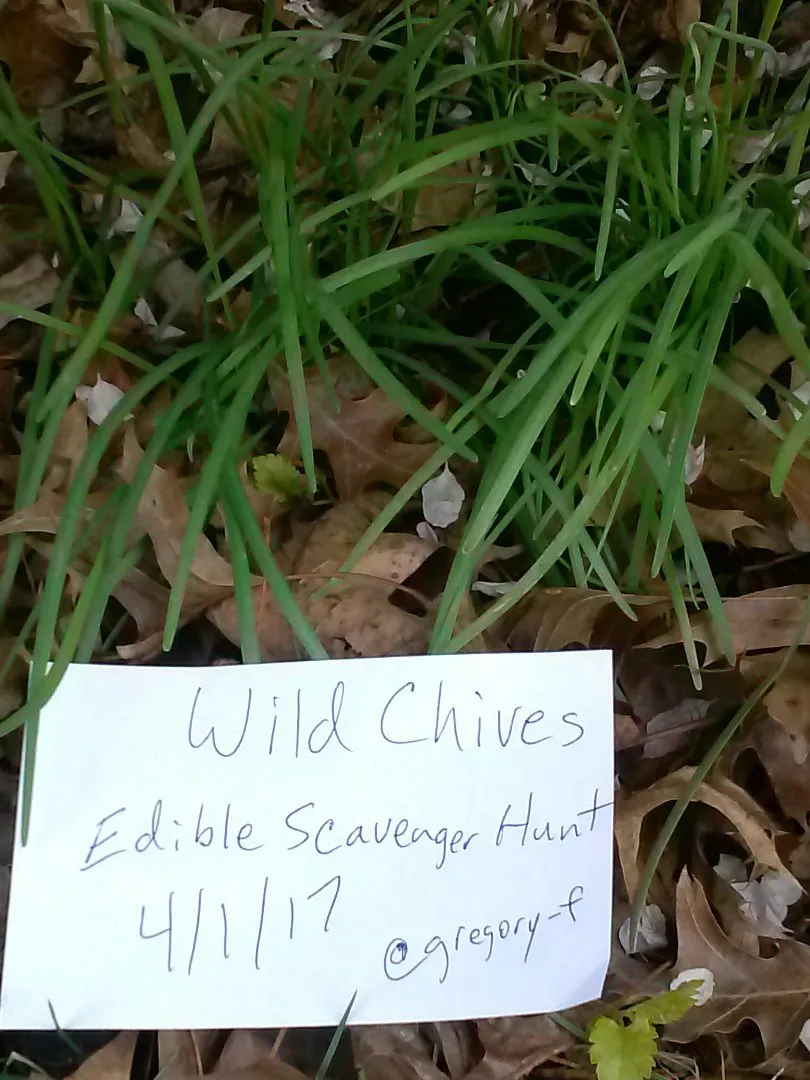 Wild Chives
Edible Scavenger Hunt
4/1/17
@gregory-f